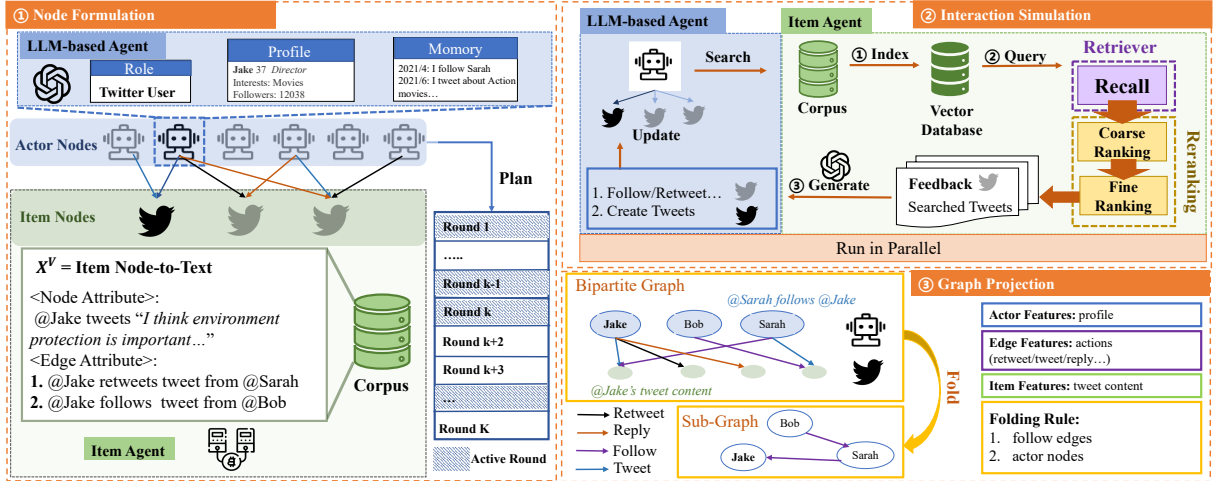 ① Node Formulation
LLM-based Agent
Role
Twitter User
Profile
Jake 37 Director
Interests: Movies
Followers: 12038
Momory
2021/4: I follow Sarah
2021/6: I tweet about Action
movies…
Actor Nodes
Plan
Item Nodes
X^V = Item Node-to-Text
<Node Attribute>:
@Jake tweets “I think environment
protection is important…”
<Edge Attribute>:
1. @Jake retweets tweet from @Sarah
2. @Jake follows tweet from @Bob
Corpus
Item Agent
Round 1
…..
Round k-1
Round k
Round k+2
Round k+3
…
Round K
Active Round
② Interaction Simulation
LLM-based Agent
Item Agent
Search
Update
① Index
② Query
Corpus
Vector
Database
Retriever
Recall
Coarse
Ranking
Fine
Ranking
Reranking
③ Generate
Feedback
Searched Tweets
1. Follow/Retweet…
2. Create Tweets
Run in Parallel
③ Graph Projection
Bipartite Graph
@Sarah follows @Jake
Jake
Bob
Sarah
@Jake's tweet content
Retweet
Reply
Follow
Tweet
Sub-Graph
Bob
Jake
Sarah
Fold
Actor Features: profile
Edge Features: actions
(retweet/tweet/reply…)
Item Features: tweet content
Folding Rule:
1. follow edges
2. actor nodes